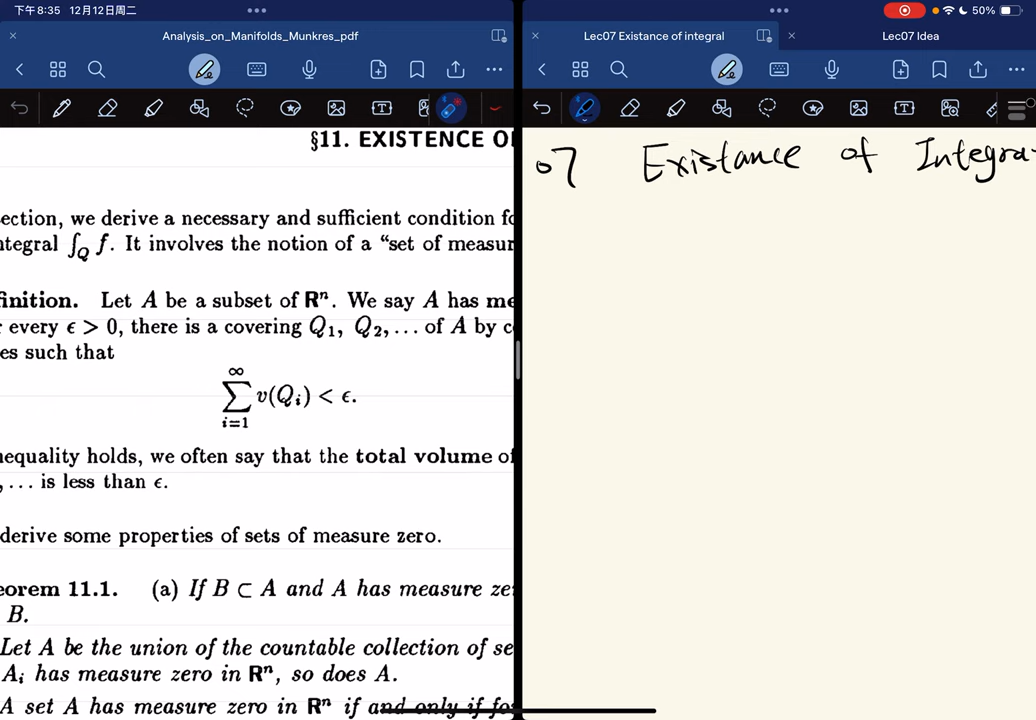 下午8:35 12月12日周二
50%
Analysis_on_Manifolds_Munkres_pdf
Lec07 Existance of integral
Lec07 Idea
§11. EXISTENCE O
ection, we derive a necessary and sufficient condition fo
ntegral ∫_Q f. It involves the notion of a “set of measur
finition. Let A be a subset of Rⁿ. We say A has me
r every ϵ > 0, there is a covering Q₁, Q₂, ... of A by c
es such that
∑_{i=1}^{∞} v(Q_i) < ϵ.
nequality holds, we often say that the total volume of
, ... is less than ϵ.
derive some properties of sets of measure zero.
eorem 11.1. (a) If B ⊂ A and A has measure ze
B.
Let A be the union of the countable collection of se
A_i has measure zero in Rⁿ, so does A.
A set A has measure zero in Rⁿ if and only if fo
07 Existance of Integra